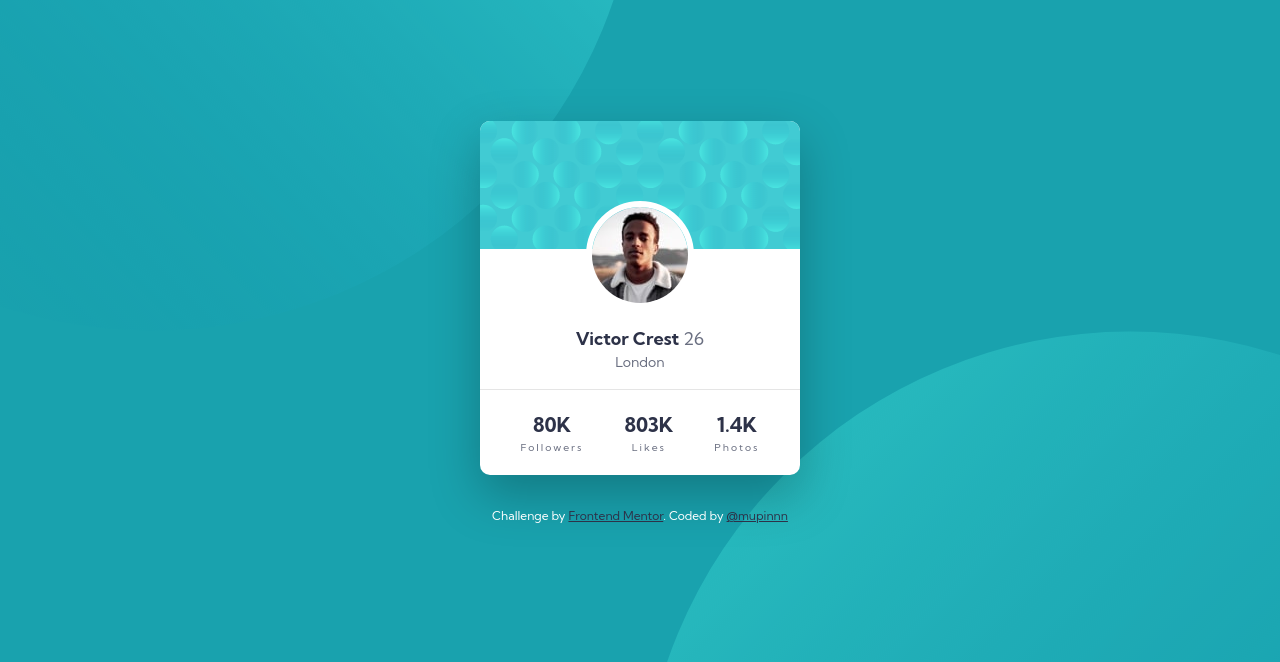 Victor Crest 26
London
80K 803K 1.4K
Followers Likes Photos
Challenge by Frontend Mentor. Coded by @mupinnn